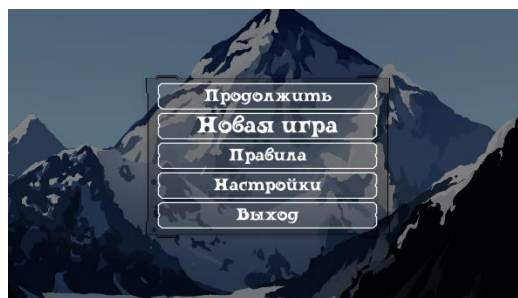 Продолжить
Новая игра
Правила
Настройки
Выход